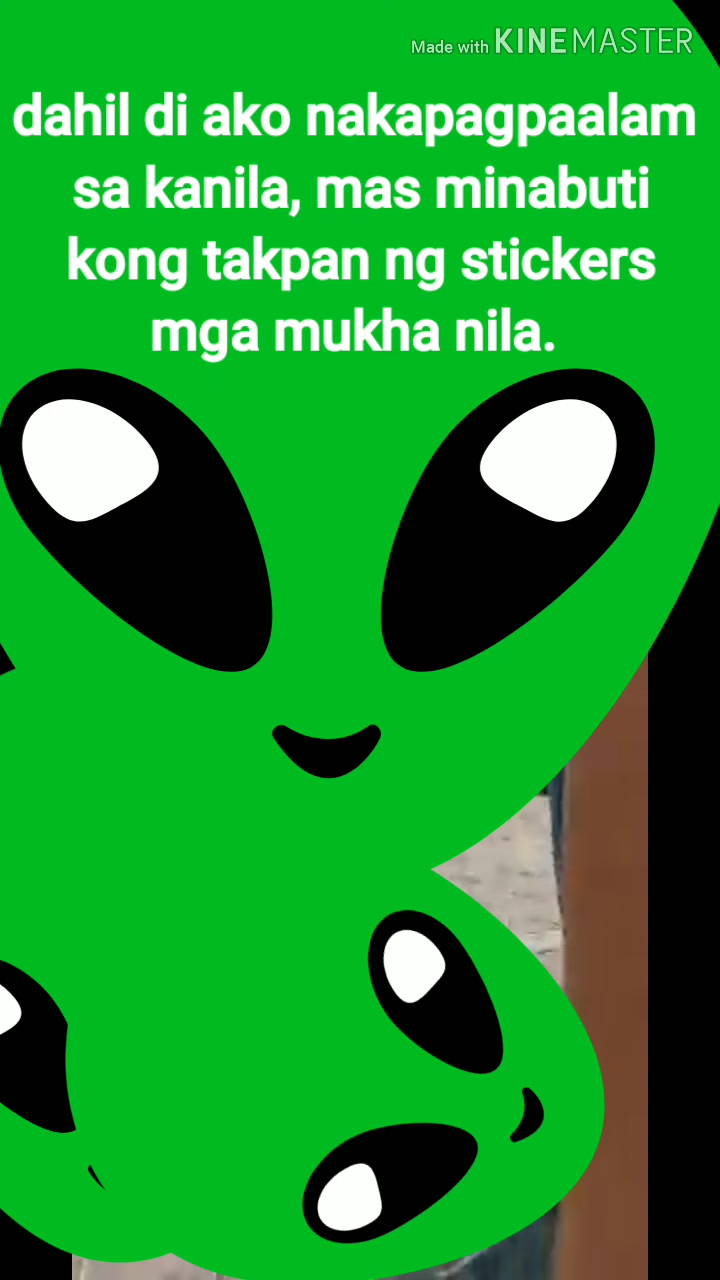 Made with KINEMASTER
dahil di ako nakapagpaalam
sa kanila, mas minabuti
kong takpan ng stickers
mga mukha nila.